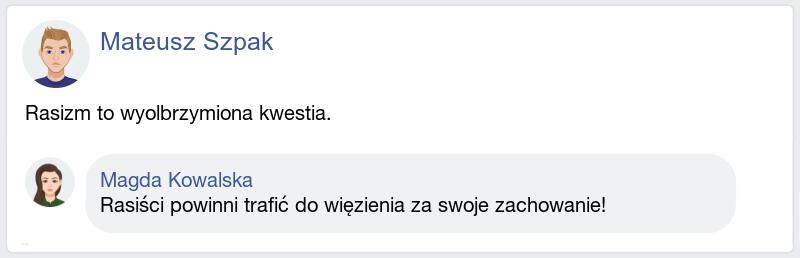 Mateusz Szpak
Rasizm to wyolbrzymiona kwestia.
Magda Kowalska
Rasiści powinni trafić do więzienia za swoje zachowanie!